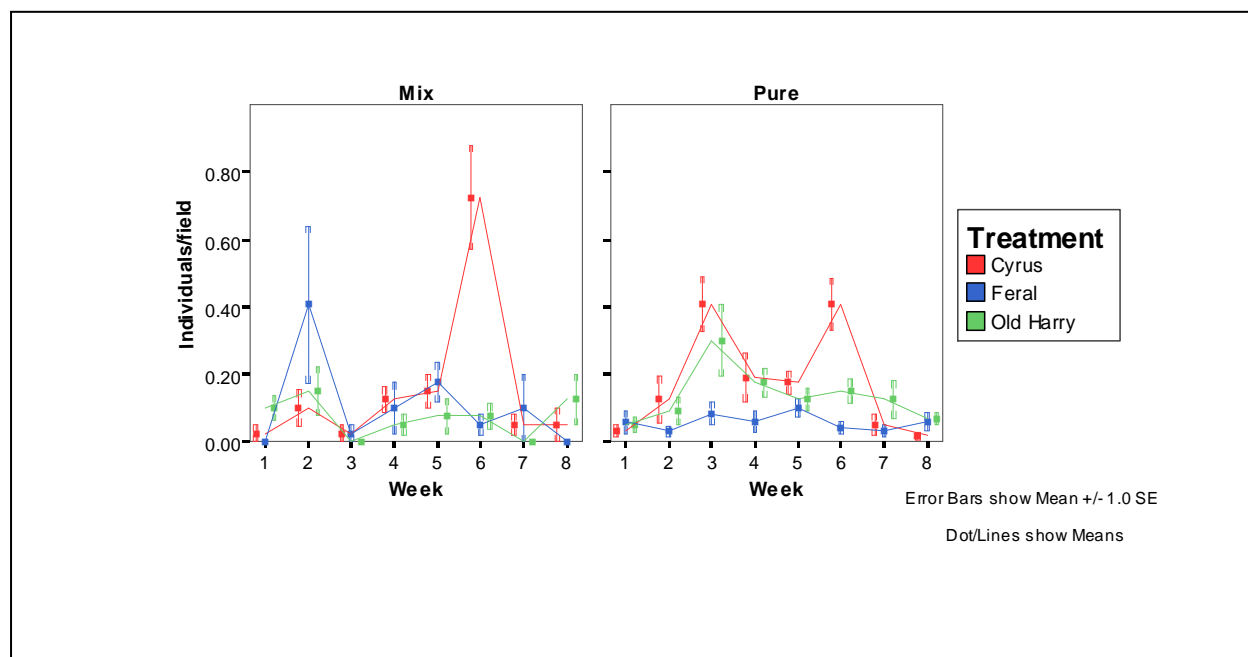 Mix
Pure
Individuals/field
0.80
0.60
0.40
0.20
0.00
1 2 3 4 5 6 7 8
Week
1 2 3 4 5 6 7 8
Week
Treatment
Cyrus
Feral
Old Harry
Error Bars show Mean +/- 1.0 SE
Dot/Lines show Means